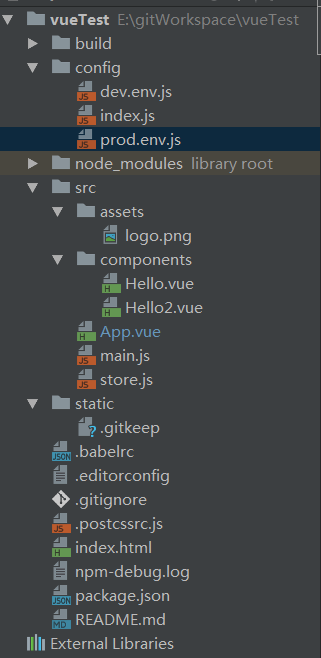 vueTest E:\gitWorkspace\vueTest
build
config
dev.env.js
index.js
prod.env.js
node_modules library root
src
assets
logo.png
components
Hello.vue
Hello2.vue
App.vue
main.js
store.js
static
.gitkeep
.babelrc
.editorconfig
.gitignore
.postcssrc.js
index.html
npm-debug.log
package.json
README.md
External Libraries